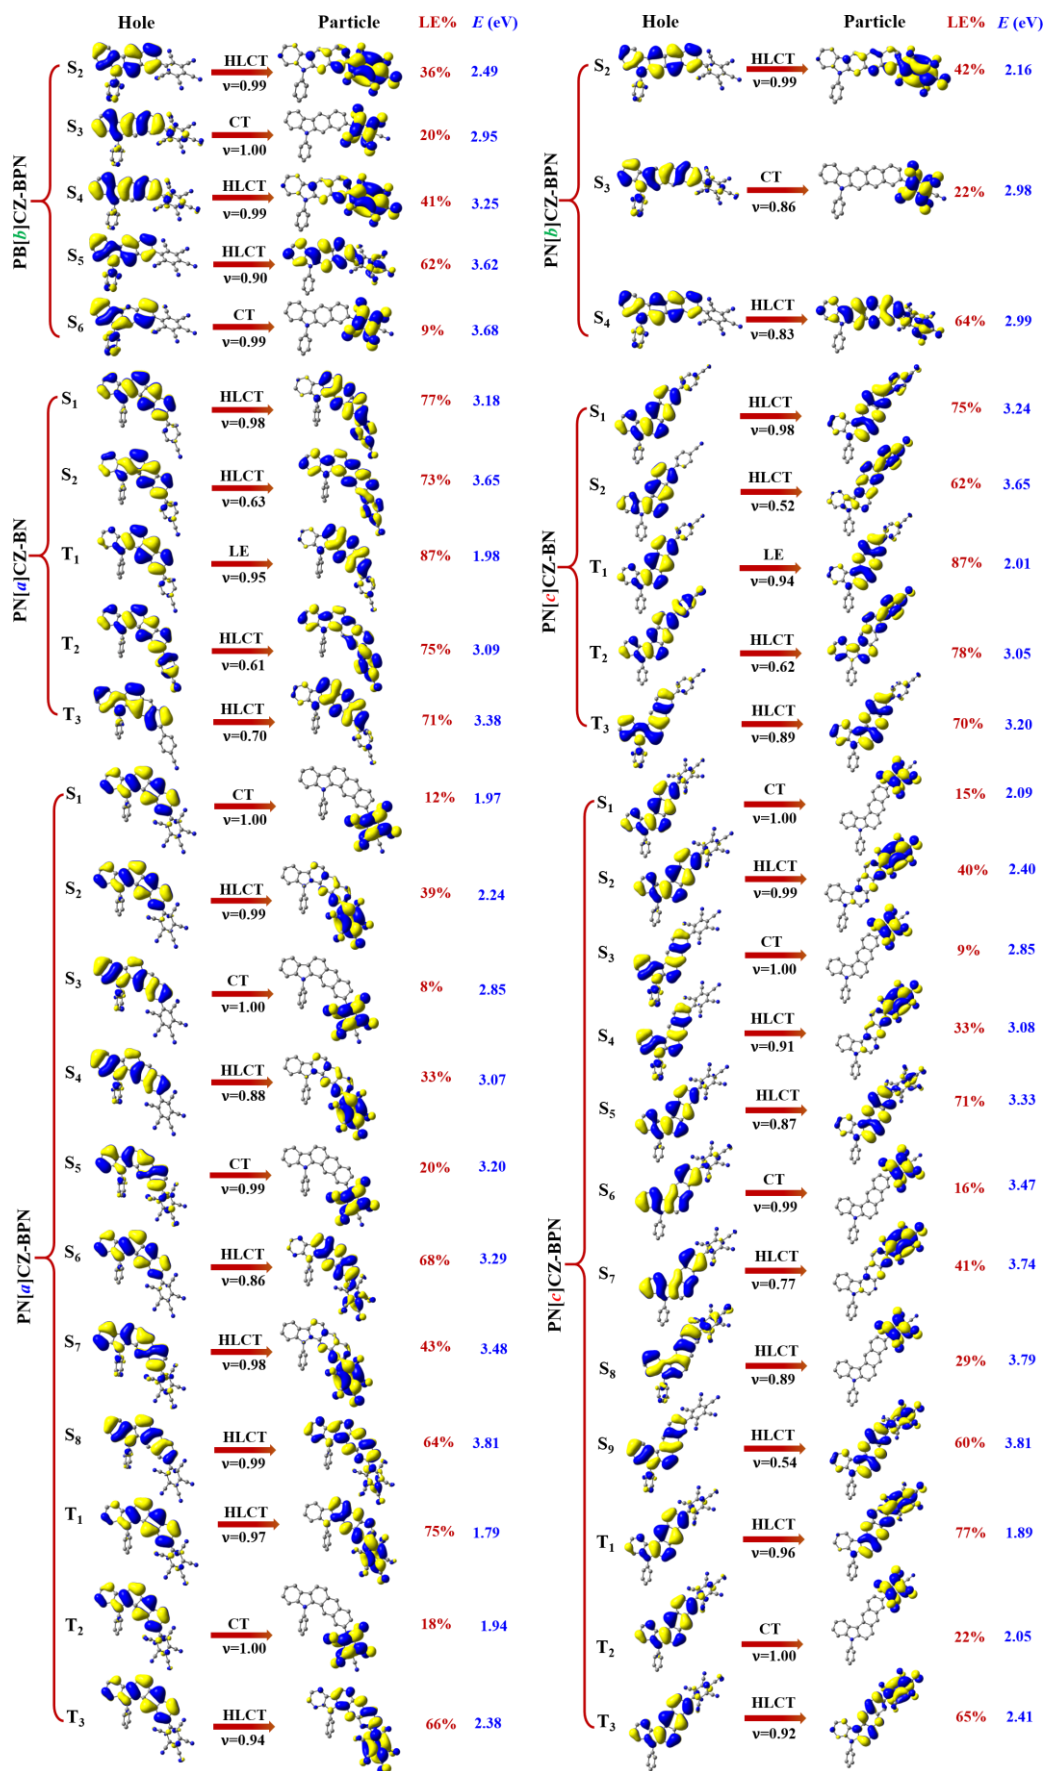 Hole Particle LE% E (eV)
PB[b]CZ-BPN
S2 HLCT ν=0.99 36% 2.49
S3 CT ν=1.00 20% 2.95
S4 HLCT ν=0.99 41% 3.25
S5 HLCT ν=0.90 62% 3.62
S6 CT ν=0.99 9% 3.68
PN[a]CZ-BN
S1 HLCT ν=0.98 77% 3.18
S2 HLCT ν=0.63 73% 3.65
T1 LE ν=0.95 87% 1.98
T2 HLCT ν=0.61 75% 3.09
T3 HLCT ν=0.70 71% 3.38
PN[a]CZ-BPN
S1 CT ν=1.00 12% 1.97
S2 HLCT ν=0.99 39% 2.24
S3 CT ν=1.00 8% 2.85
S4 HLCT ν=0.88 33% 3.07
S5 CT ν=0.99 20% 3.20
S6 HLCT ν=0.86 68% 3.29
S7 HLCT ν=0.98 43% 3.48
S8 HLCT ν=0.99 64% 3.81
T1 HLCT ν=0.97 75% 1.79
T2 CT ν=1.00 18% 1.94
T3 HLCT ν=0.94 66% 2.38
Hole Particle LE% E (eV)
PN[b]CZ-BPN
S2 HLCT ν=0.99 42% 2.16
S3 CT ν=0.86 22% 2.98
S4 HLCT ν=0.83 64% 2.99
PN[c]CZ-BN
S1 HLCT ν=0.98 75% 3.24
S2 HLCT ν=0.52 62% 3.65
T1 LE ν=0.94 87% 2.01
T2 HLCT ν=0.62 78% 3.05
T3 HLCT ν=0.89 70% 3.20
PN[c]CZ-BPN
S1 CT ν=1.00 15% 2.09
S2 HLCT ν=0.99 40% 2.40
S3 CT ν=1.00 9% 2.85
S4 HLCT ν=0.91 33% 3.08
S5 HLCT ν=0.87 71% 3.33
S6 CT ν=0.99 16% 3.47
S7 HLCT ν=0.77 41% 3.74
S8 HLCT ν=0.89 29% 3.79
S9 HLCT ν=0.54 60% 3.81
T1 HLCT ν=0.96 77% 1.89
T2 CT ν=1.00 22% 2.05
T3 HLCT ν=0.92 65% 2.41